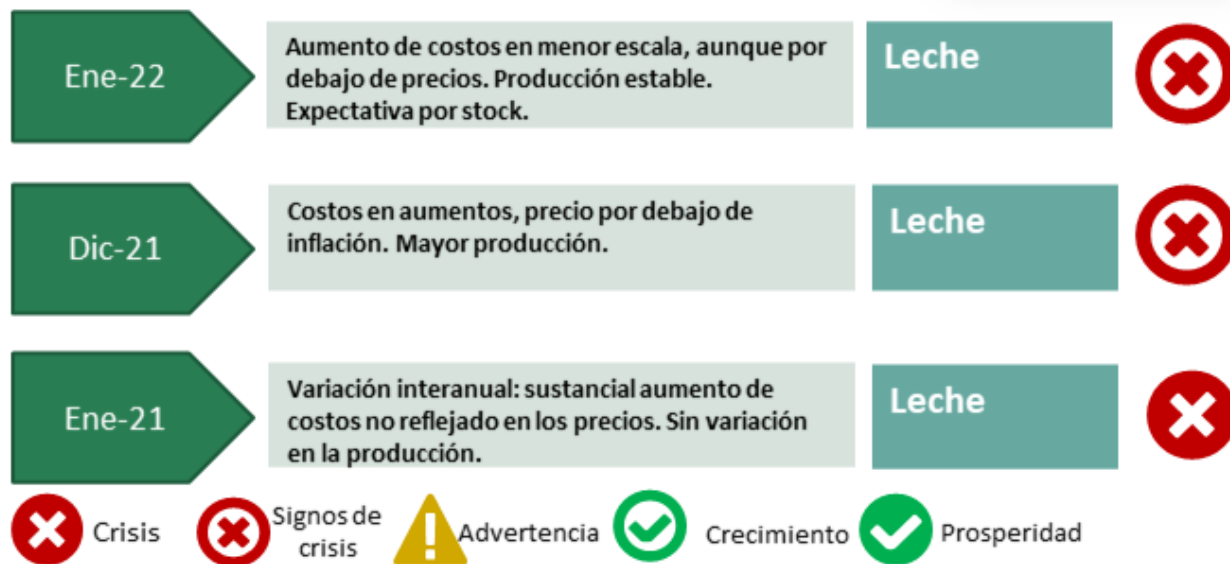 Ene-22
Aumento de costos en menor escala, aunque por
debajo de precios. Producción estable.
Expectativa por stock.
Leche
Dic-21
Costos en aumentos, precio por debajo de
inflación. Mayor producción.
Leche
Ene-21
Variación interanual: sustancial aumento de
costos no reflejado en los precios. Sin variación
en la producción.
Leche
Crisis
Signos de
crisis
Advertencia
Crecimiento
Prosperidad